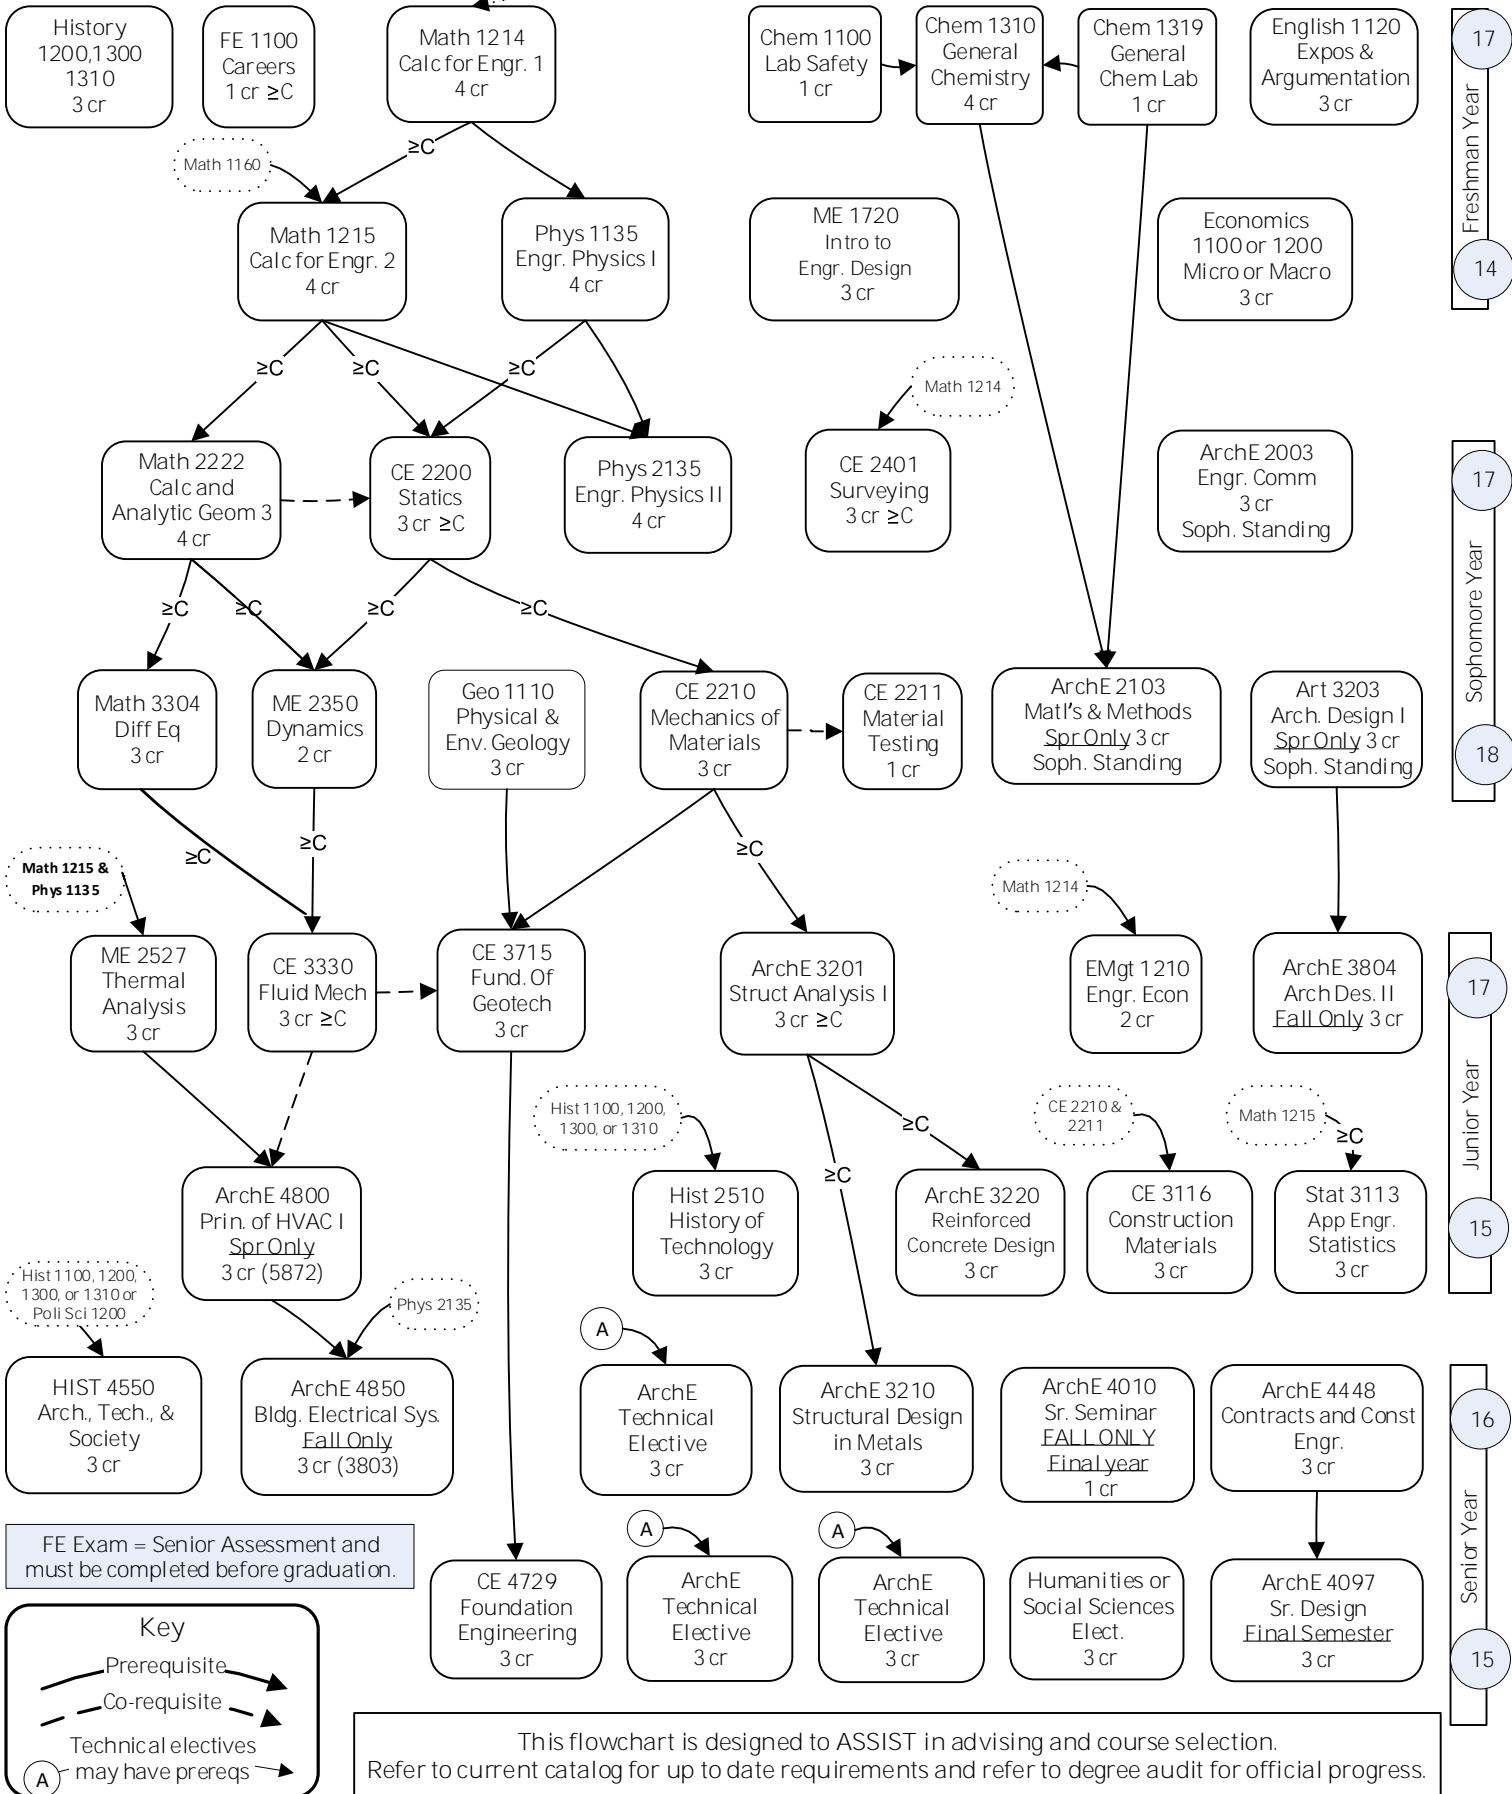 History
1200,1300
1310
3 cr
FE 1100
Careers
1 cr ≥C
Math 1214
Calc for Engr. 1
4 cr
Chem 1100
Lab Safety
1 cr
Chem 1310
General
Chemistry
4 cr
Chem 1319
General
Chem Lab
1 cr
English 1120
Expos &
Argumentation
3 cr
17
Freshman Year
≥C
Math 1160
Math 1215
Calc for Engr. 2
4 cr
Phys 1135
Engr. Physics I
4 cr
ME 1720
Intro to
Engr. Design
3 cr
Economics
1100 or 1200
Micro or Macro
3 cr
14
≥C
≥C
≥C
Math 1214
Math 2222
Calc and
Analytic Geom 3
4 cr
CE 2200
Statics
3 cr ≥C
Phys 2135
Engr. Physics II
4 cr
CE 2401
Surveying
3 cr ≥C
ArchE 2003
Engr. Comm
3 cr
Soph. Standing
17
Sophomore Year
≥C
≥C
≥C
≥C
Math 3304
Diff Eq
3 cr
ME 2350
Dynamics
2 cr
Geo 1110
Physical &
Env. Geology
3 cr
CE 2210
Mechanics of
Materials
3 cr
CE 2211
Material
Testing
1 cr
ArchE 2103
Matl's & Methods
Spr Only 3 cr
Soph. Standing
Art 3203
Arch. Design I
Spr Only 3 cr
Soph. Standing
18
≥C
≥C
≥C
Math 1215 &
Phys 1135
Math 1214
ME 2527
Thermal
Analysis
3 cr
CE 3330
Fluid Mech
3 cr ≥C
CE 3715
Fund. Of
Geotech
3 cr
ArchE 3201
Struct Analysis I
3 cr ≥C
EMgt 1210
Engr. Econ
2 cr
ArchE 3804
Arch Des. II
Fall Only 3 cr
17
Junior Year
Hist 1100, 1200,
1300, or 1310
≥C
≥C
CE 2210 &
2211
Math 1215
≥C
ArchE 4800
Prin. of HVAC I
Spr Only
3 cr (5872)
Hist 2510
History of
Technology
3 cr
ArchE 3220
Reinforced
Concrete Design
3 cr
CE 3116
Construction
Materials
3 cr
Stat 3113
App Engr.
Statistics
3 cr
15
Hist 1100, 1200,
1300, or 1310 or
Poli Sci 1200
Phys 2135
A
HIST 4550
Arch., Tech., &
Society
3 cr
ArchE 4850
Bldg. Electrical Sys.
Fall Only
3 cr (3803)
ArchE
Technical
Elective
3 cr
ArchE 3210
Structural Design
in Metals
3 cr
ArchE 4010
Sr. Seminar
FALL ONLY
Final year
1 cr
ArchE 4448
Contracts and Const
Engr.
3 cr
16
Senior Year
FE Exam = Senior Assessment and
must be completed before graduation.
A
A
CE 4729
Foundation
Engineering
3 cr
ArchE
Technical
Elective
3 cr
ArchE
Technical
Elective
3 cr
Humanities or
Social Sciences
Elect.
3 cr
ArchE 4097
Sr. Design
Final Semester
3 cr
15
Key
Prerequisite
Co-requisite
Technical electives
may have prereqs
A
This flowchart is designed to ASSIST in advising and course selection.
Refer to current catalog for up to date requirements and refer to degree audit for official progress.